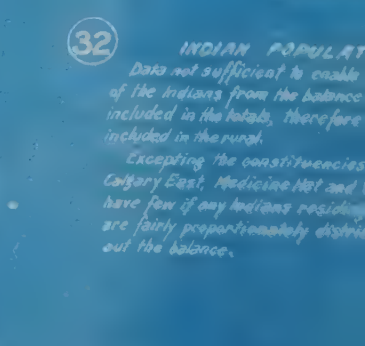 32
INDIAN POPULAT
Data not sufficient to enable
of the Indians from the balance
included in the totals, therefore
included in the rural.
Excepting the constituencies
Calgary East, Medicine Hat and
have few if any Indians residing
are fairly proportionately distri
out the balance.